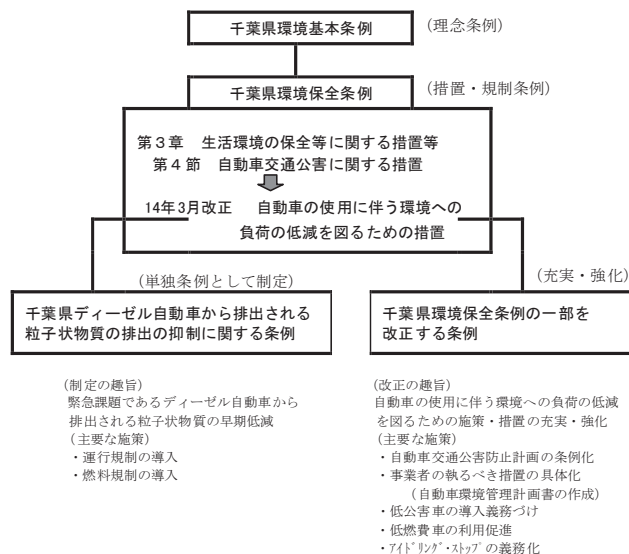 千葉県環境基本条例
(理念条例)
千葉県環境保全条例
(措置・規制条例)
第3章 生活環境の保全等に関する措置等
第4節 自動車交通公害に関する措置
14年3月改正 自動車の使用に伴う環境への
負荷の低減を図るための措置
(単独条例として制定)
(充実・強化)
千葉県ディーゼル自動車から排出される
粒子状物質の排出の抑制に関する条例
千葉県環境保全条例の一部を
改正する条例
(制定の趣旨)
緊急課題であるディーゼル自動車から
排出される粒子状物質の早期低減
(主要な施策)
・運行規制の導入
・燃料規制の導入
(改正の趣旨)
自動車の使用に伴う環境への負荷の低減
を図るための施策・措置の充実・強化
(主要な施策)
・自動車交通公害防止計画の条例化
・事業者の執るべき措置の具体化
(自動車環境管理計画書の作成)
・低公害車の導入義務づけ
・低燃費車の利用促進
・ｱｲﾄﾞﾘﾝｸﾞ･ｽﾄｯﾌﾟの義務化